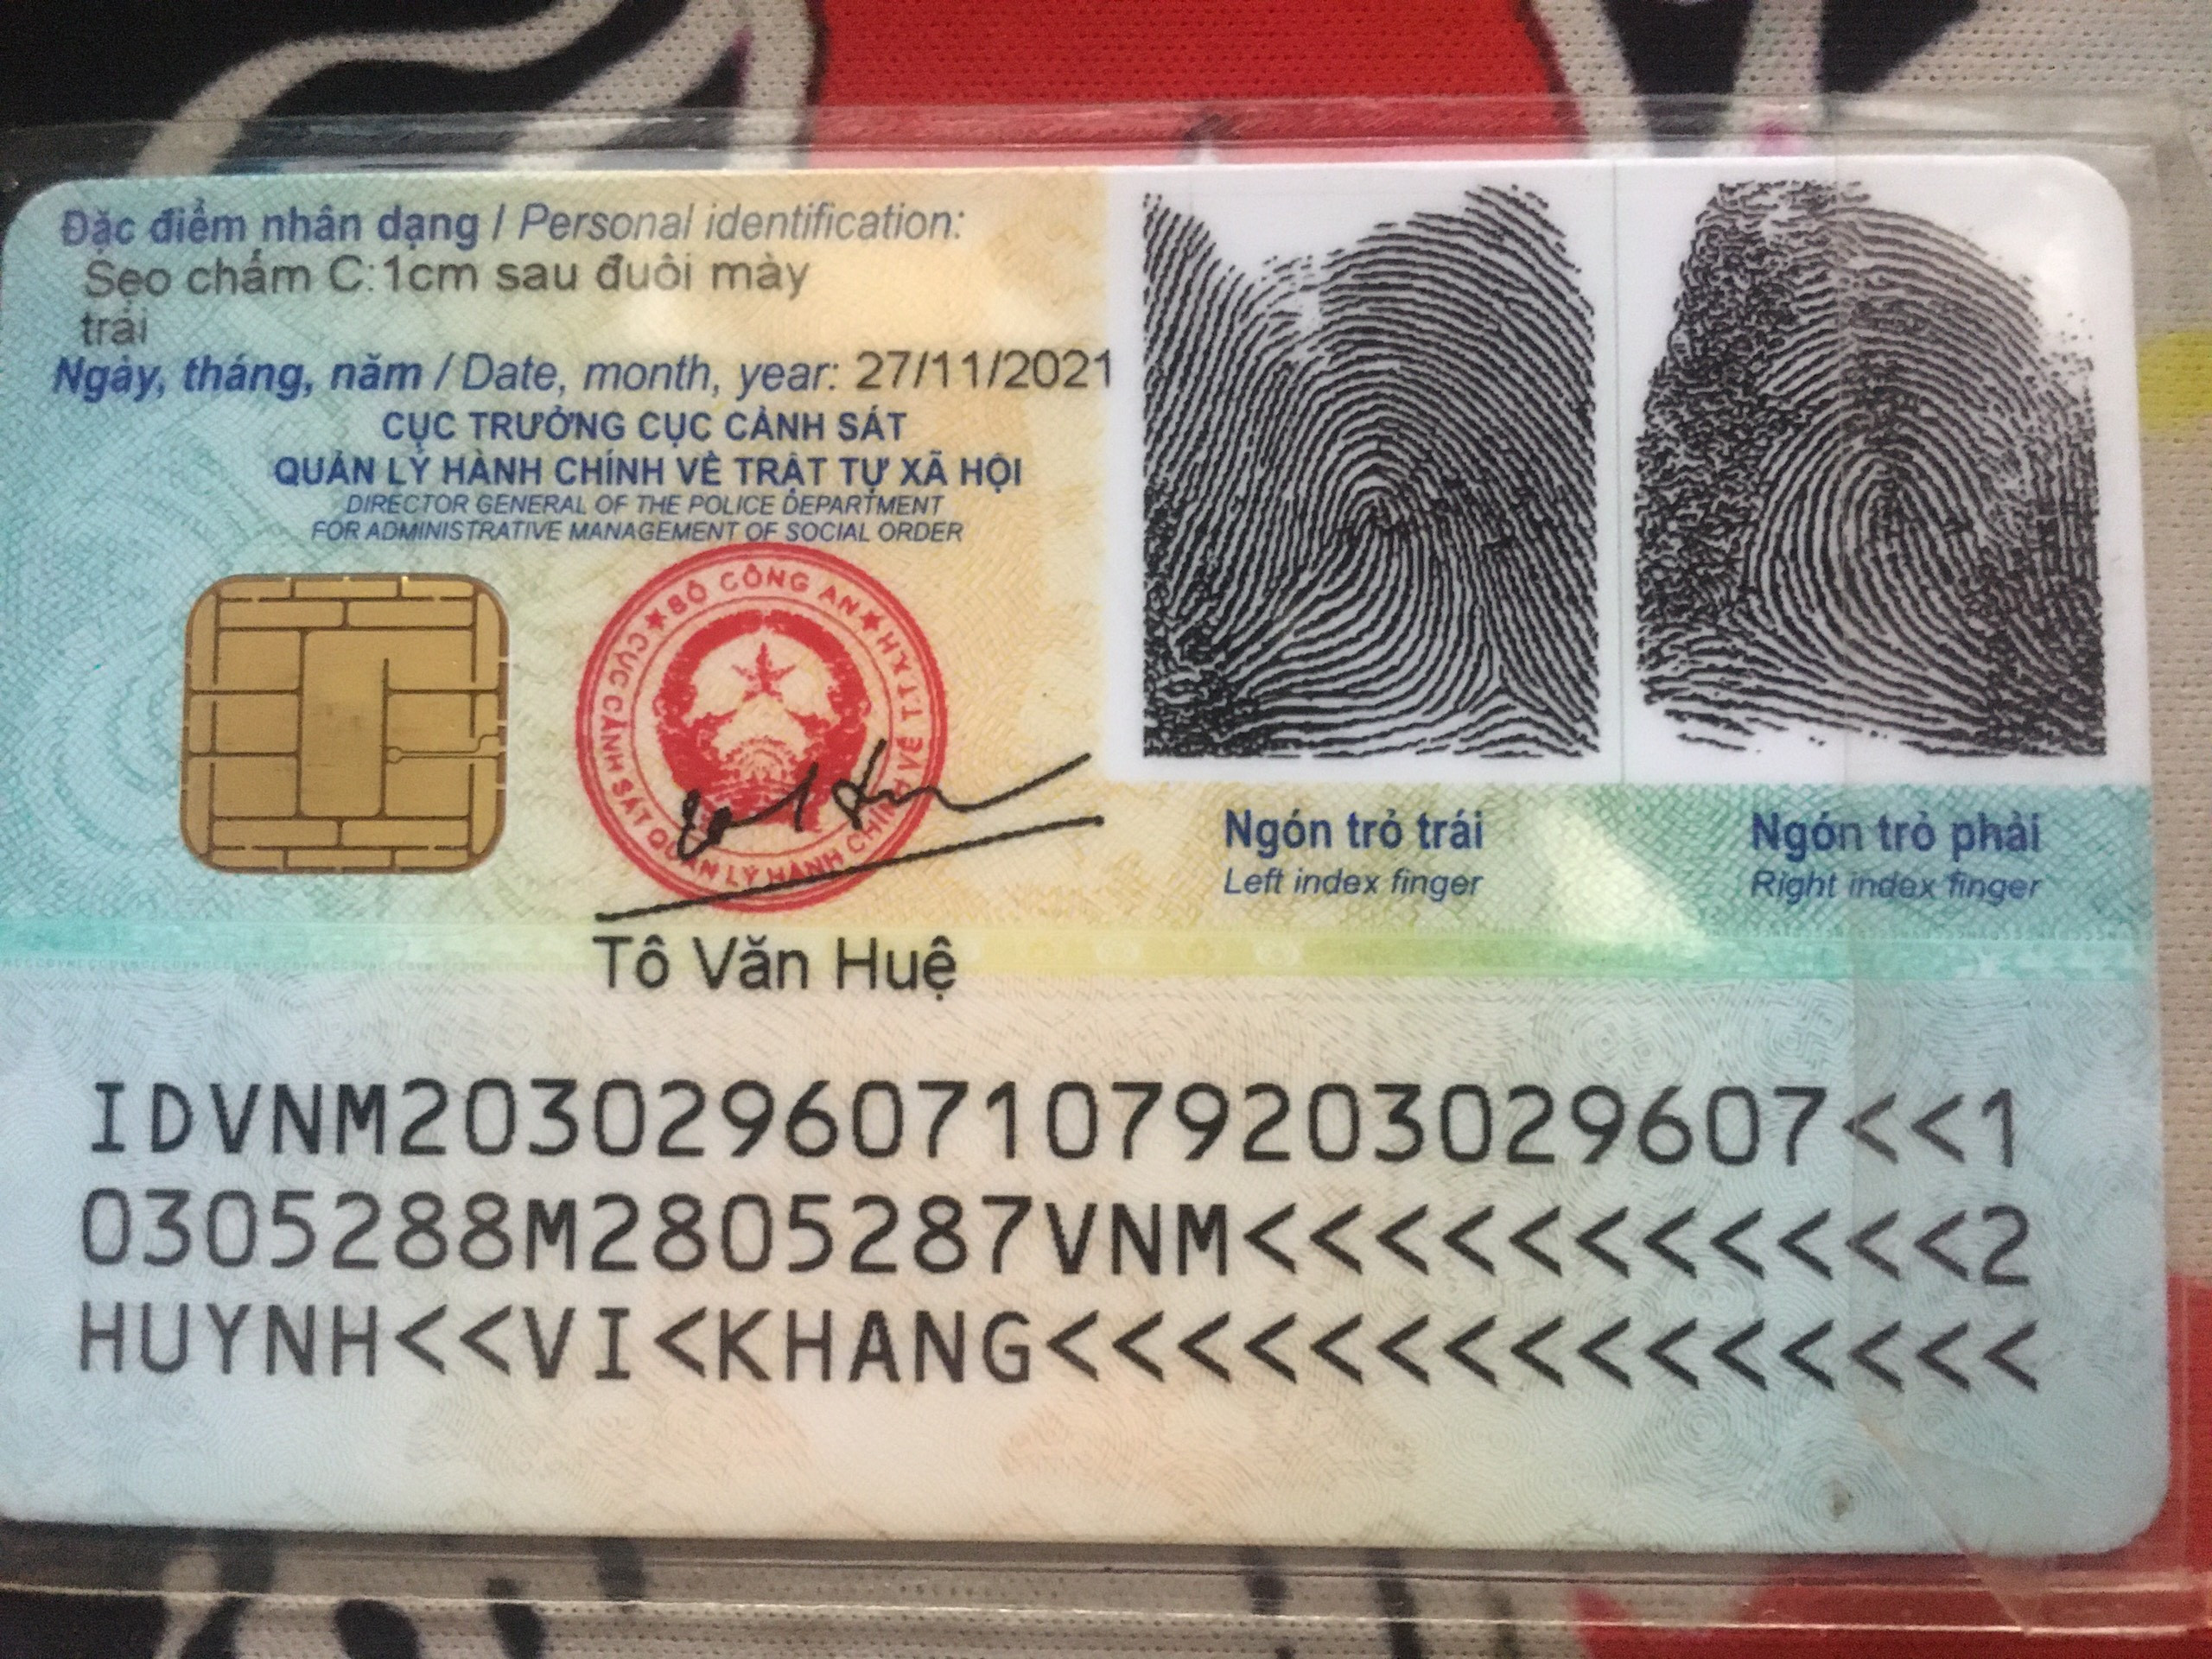 Đặc điểm nhân dạng / Personal identification:
Sẹo chấm C:1cm sau đuôi mày
trái
Ngày, tháng, năm / Date, month, year: 27/11/2021
CỤC TRƯỞNG CỤC CẢNH SÁT
QUẢN LÝ HÀNH CHÍNH VỀ TRẬT TỰ XÃ HỘI
DIRECTOR GENERAL OF THE POLICE DEPARTMENT
FOR ADMINISTRATIVE MANAGEMENT OF SOCIAL ORDER
★ BỘ CÔNG AN ★
CỤC CẢNH SÁT QUẢN LÝ HÀNH CHÍNH VỀ TTXH
Tô Văn Huệ
Ngón trỏ trái
Left index finger
Ngón trỏ phải
Right index finger
IDVNM2030296071079203029607<<1
0305288M2805287VNM<<<<<<<<<<<2
HUYNH<<VI<KHANG<<<<<<<<<<<<<<<